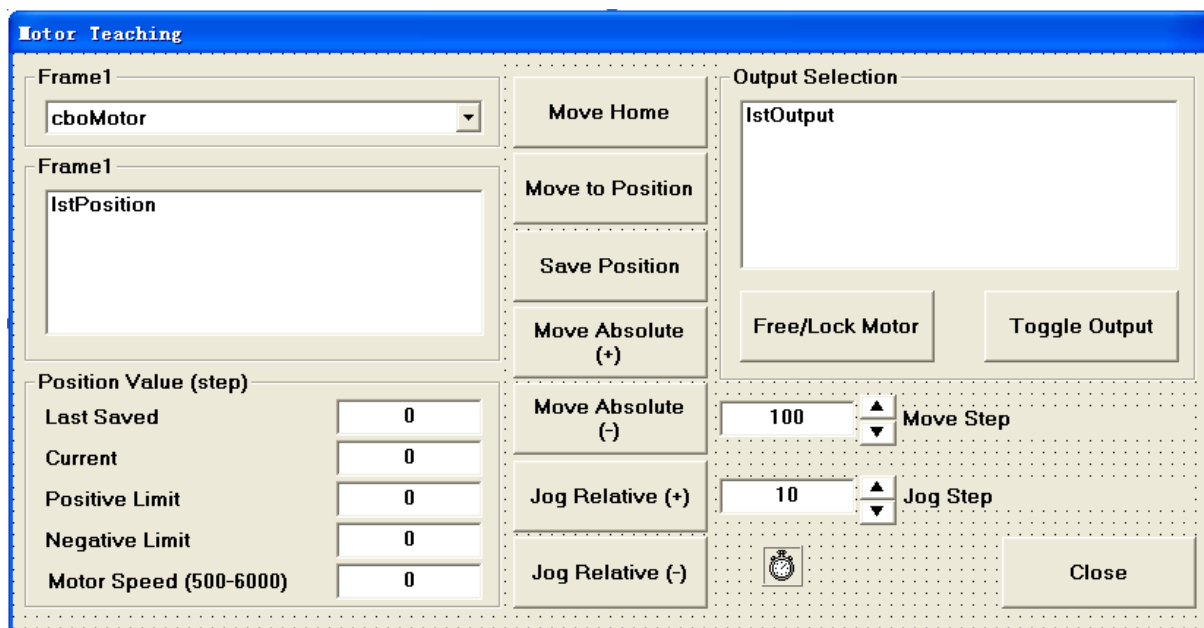 Motor Teaching
Frame1
cboMotor
Frame1
lstPosition
Position Value (step)
Last Saved 0
Current 0
Positive Limit 0
Negative Limit 0
Motor Speed (500-6000) 0
Move Home
Move to Position
Save Position
Move Absolute
(+)
Move Absolute
(-)
Jog Relative (+)
Jog Relative (-)
Output Selection
lstOutput
Free/Lock Motor
Toggle Output
100 Move Step
10 Jog Step
Close